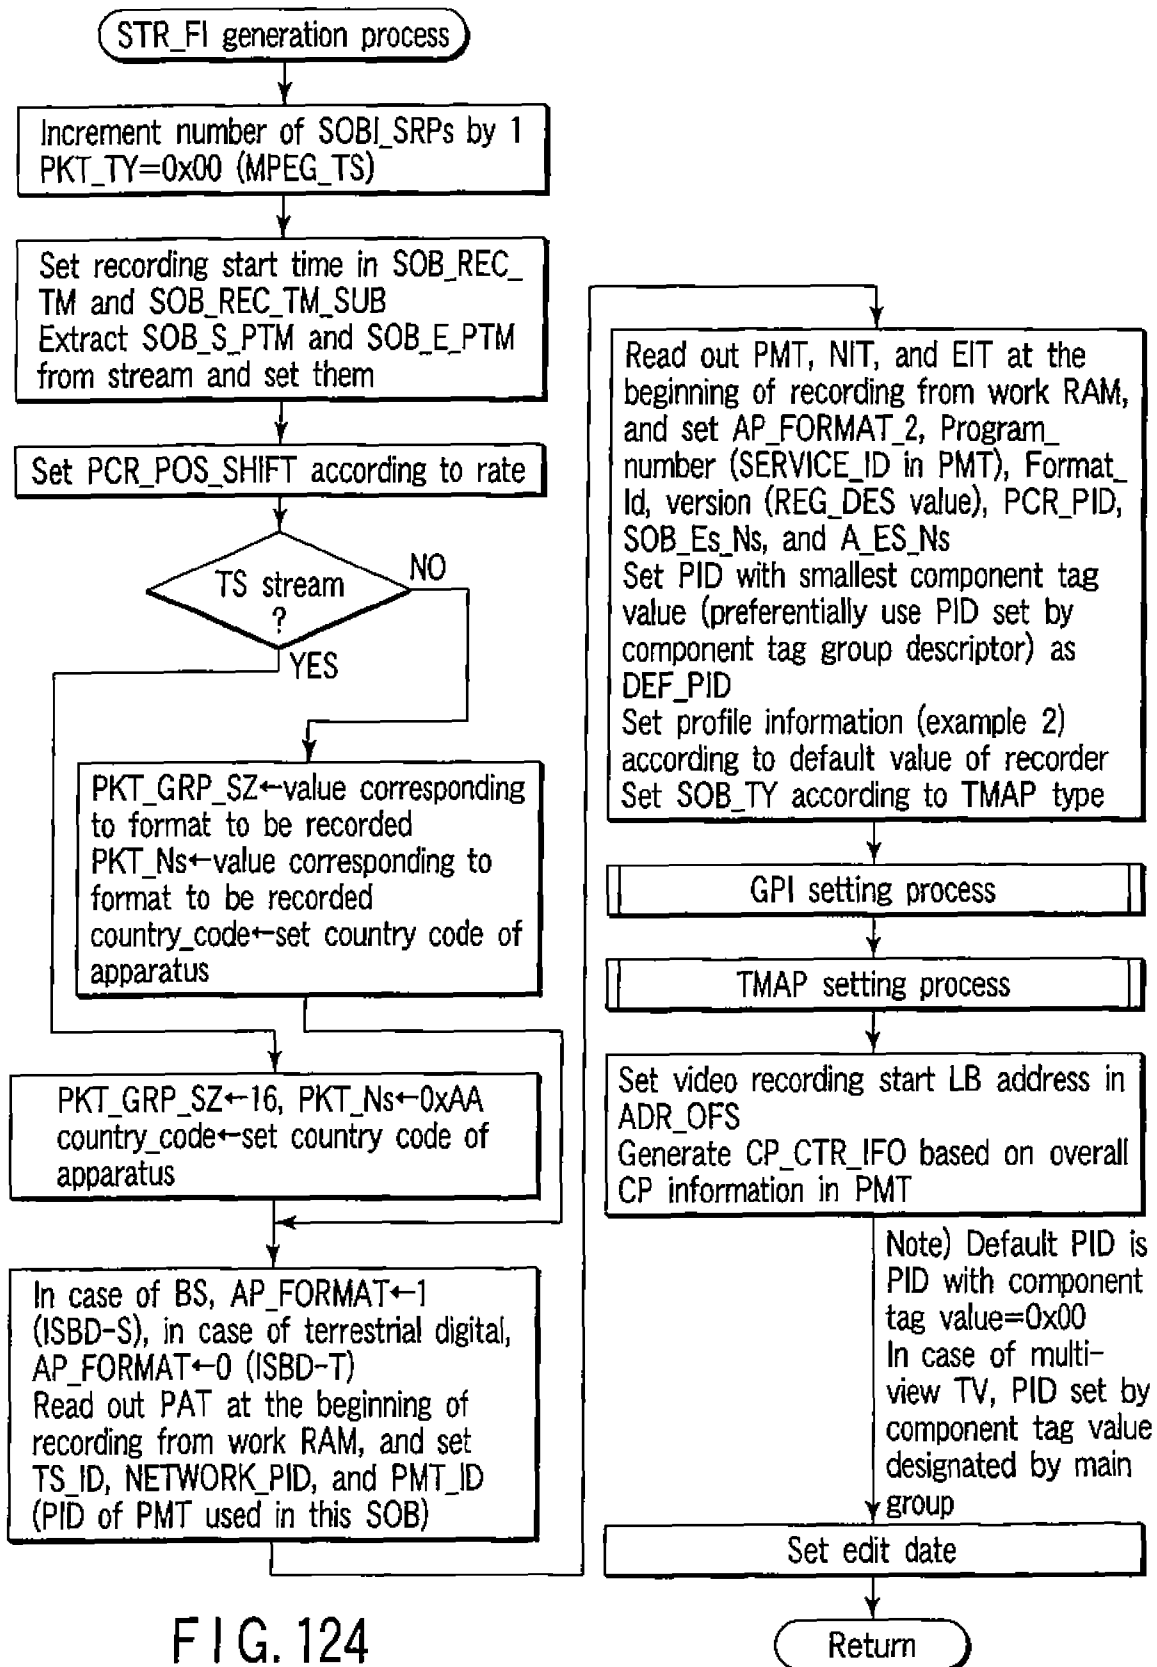 STR_FI generation process
Increment number of SOBI_SRPs by 1
PKT_TY=0x00 (MPEG_TS)
Set recording start time in SOB_REC_
TM and SOB_REC_TM_SUB
Extract SOB_S_PTM and SOB_E_PTM
from stream and set them
Set PCR_POS_SHIFT according to rate
TS stream
?
NO
YES
PKT_GRP_SZ←value corresponding
to format to be recorded
PKT_Ns←value corresponding to
format to be recorded
country_code←set country code of
apparatus
PKT_GRP_SZ←16, PKT_Ns←0xAA
country_code←set country code of
apparatus
In case of BS, AP_FORMAT←1
(ISBD-S), in case of terrestrial digital,
AP_FORMAT←0 (ISBD-T)
Read out PAT at the beginning of
recording from work RAM, and set
TS_ID, NETWORK_PID, and PMT_ID
(PID of PMT used in this SOB)
Read out PMT, NIT, and EIT at the
beginning of recording from work RAM,
and set AP_FORMAT_2, Program_
number (SERVICE_ID in PMT), Format_
Id, version (REG_DES value), PCR_PID,
SOB_Es_Ns, and A_ES_Ns
Set PID with smallest component tag
value (preferentially use PID set by
component tag group descriptor) as
DEF_PID
Set profile information (example 2)
according to default value of recorder
Set SOB_TY according to TMAP type
GPI setting process
TMAP setting process
Set video recording start LB address in
ADR_OFS
Generate CP_CTR_IFO based on overall
CP information in PMT
Note) Default PID is
PID with component
tag value=0x00
In case of multi-
view TV, PID set by
component tag value
designated by main
group
Set edit date
Return
FIG. 124